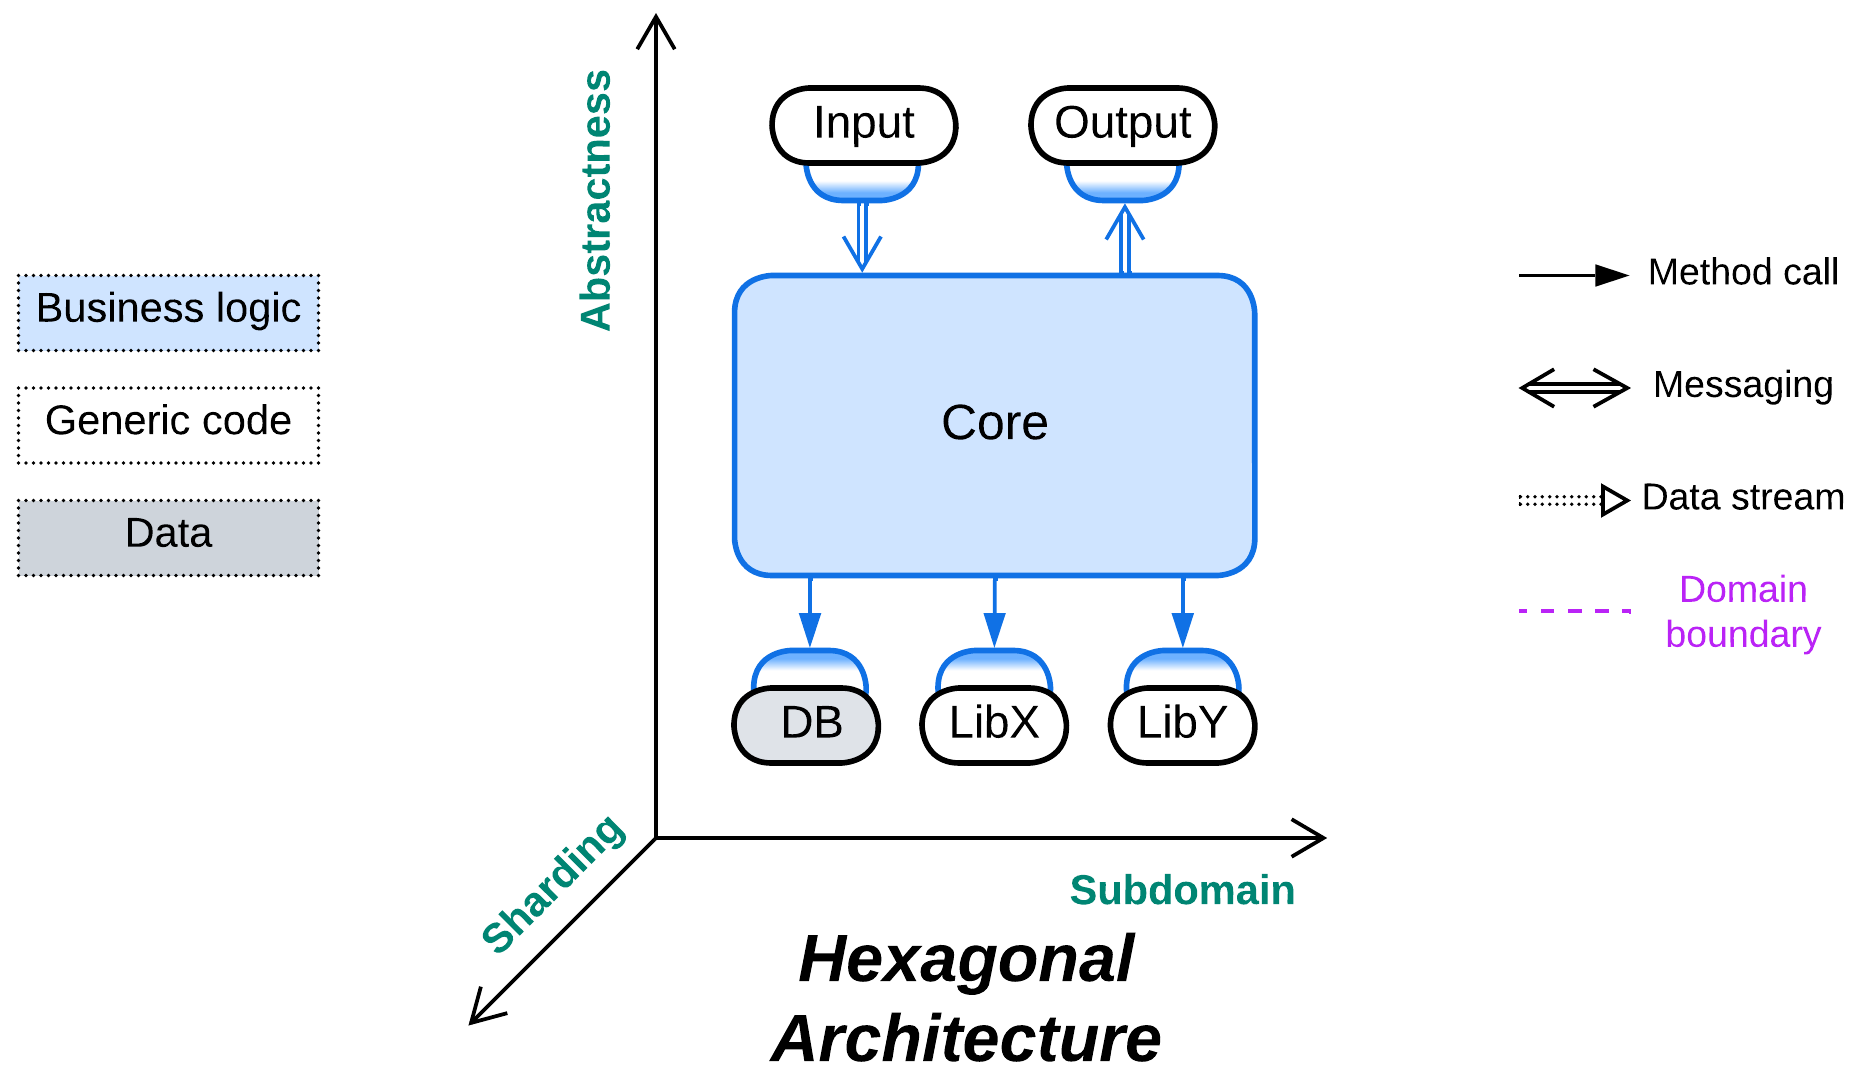 Business logic
Generic code
Data
Abstractness
Sharding
Subdomain
Input
Output
Core
DB
LibX
LibY
Hexagonal
Architecture
Method call
Messaging
Data stream
Domain
boundary